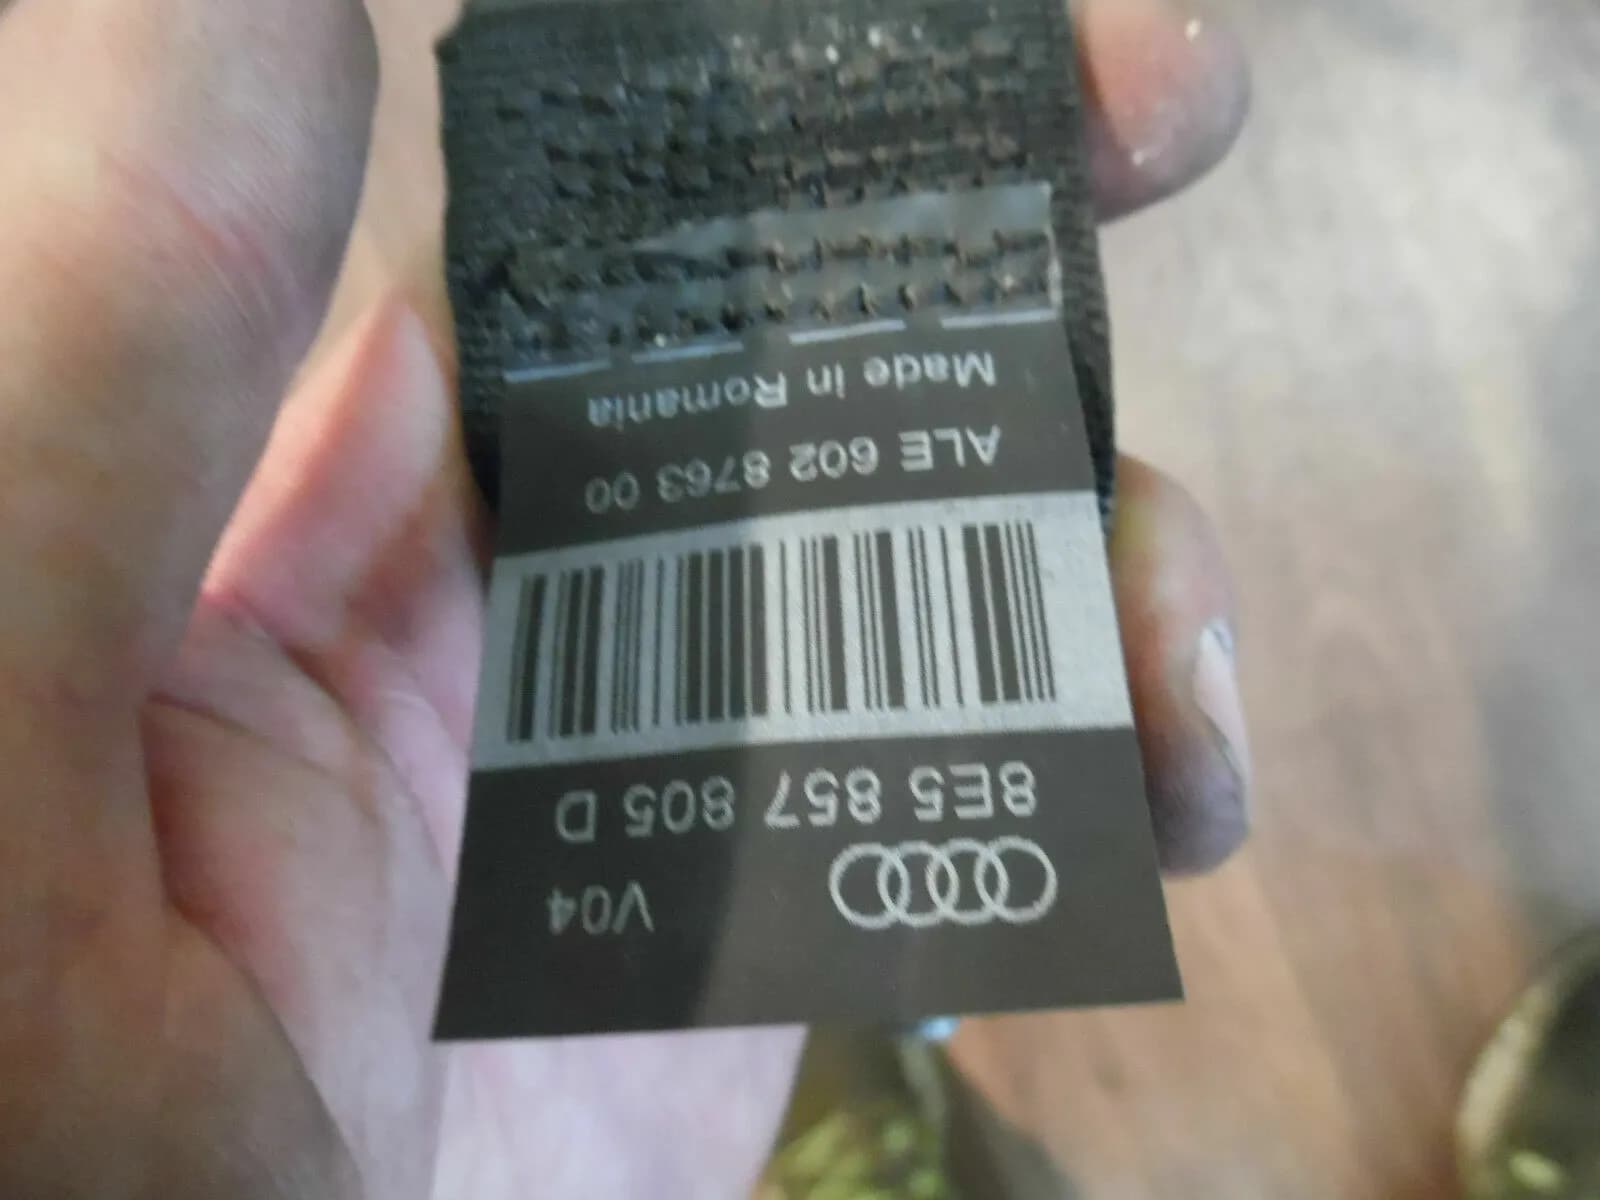 V04
8E5 857 805 D
ALE 602 8763 00
Made in Romania